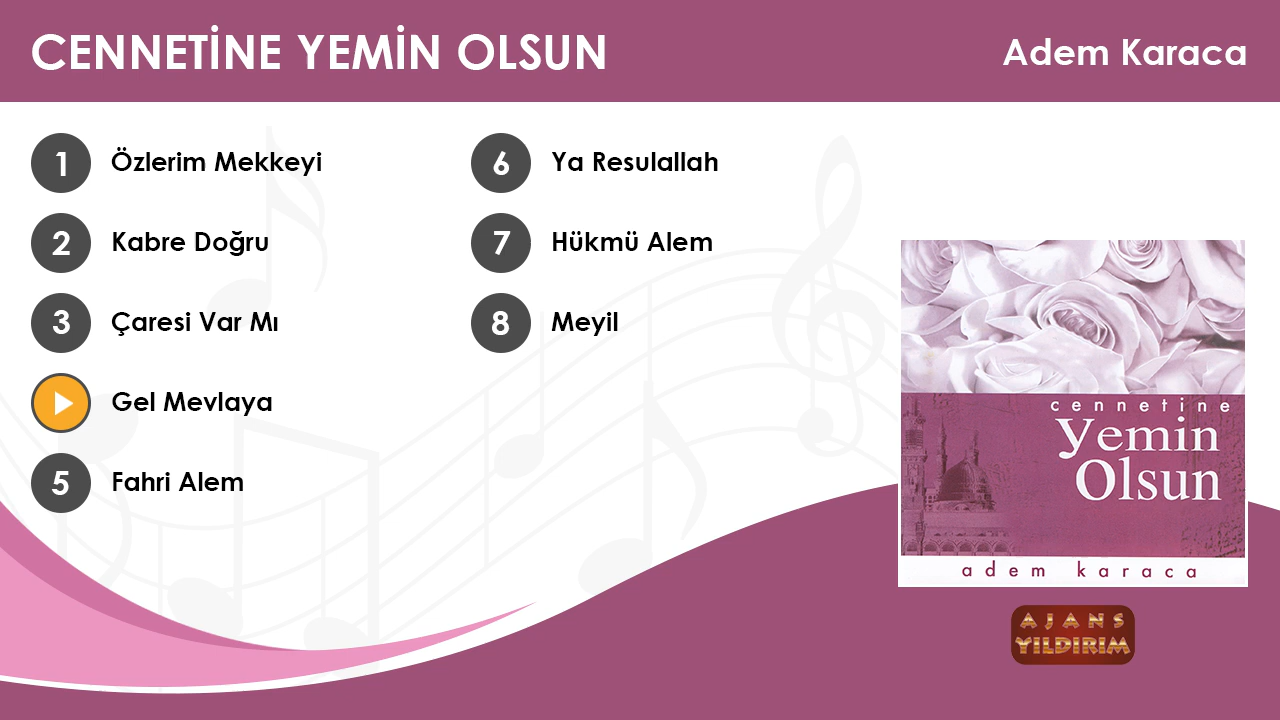 CENNETİNE YEMİN OLSUN
Adem Karaca
1 Özlerim Mekkeyi
2 Kabre Doğru
3 Çaresi Var Mı
Gel Mevlaya
5 Fahri Alem
6 Ya Resulallah
7 Hükmü Alem
8 Meyil
cennetine
Yemin
Olsun
adem karaca
AJANS
YILDIRIM